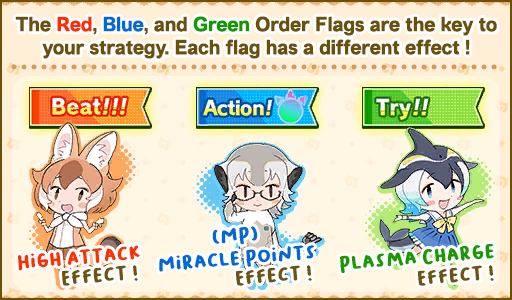 The Red, Blue, and Green Order Flags are the key to
your strategy. Each flag has a different effect !
Beat!!!
Action!
Try!!
HiGH ATTACK
EFFECT !
(MP)
MiRACLE POiNTS
EFFECT !
PLASMA CHARGE
EFFECT !